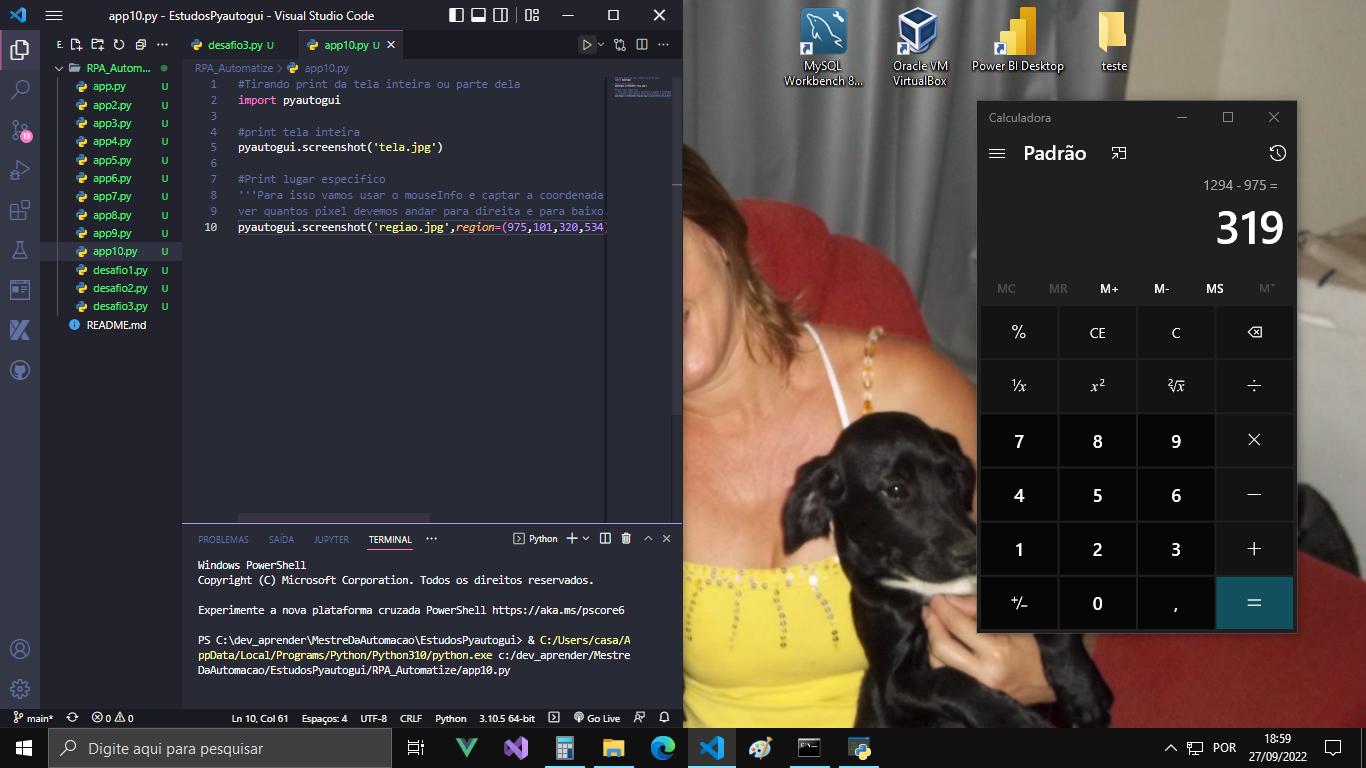 app10.py - EstudosPyautogui - Visual Studio Code
E.
desafio3.py U
app10.py U
RPA_Autom...
app.py U
app2.py U
app3.py U
app4.py U
app5.py U
app6.py U
app7.py U
app8.py U
app9.py U
app10.py U
desafio1.py U
desafio2.py U
desafio3.py U
README.md
13
RPA_Automatize > app10.py
1 #Tirando print da tela inteira ou parte dela
2 import pyautogui
3
4 #print tela inteira
5 pyautogui.screenshot('tela.jpg')
6
7 #Print lugar especifico
8 '''Para isso vamos usar o mouseInfo e captar a coordenada
9 ver quantos pixel devemos andar para direita e para baixo.
10 pyautogui.screenshot('regiao.jpg',region=(975,101,320,534)
PROBLEMAS SAÍDA JUPYTER TERMINAL ... Python
Windows PowerShell
Copyright (C) Microsoft Corporation. Todos os direitos reservados.
Experimente a nova plataforma cruzada PowerShell https://aka.ms/pscore6
PS C:\dev_aprender\MestreDaAutomacao\EstudosPyautogui> & C:/Users/casa/A
ppData/Local/Programs/Python/Python310/python.exe c:/dev_aprender/Mestre
DaAutomacao/EstudosPyautogui/RPA_Automatize/app10.py
main* 0 0 Ln 10, Col 61 Espaços: 4 UTF-8 CRLF Python 3.10.5 64-bit Go Live
MySQL
Workbench 8...
Oracle VM
VirtualBox
Power BI Desktop
teste
Calculadora
Padrão
1294 - 975 =
319
MC MR M+ M- MS M˅
% CE C
¹/x x² ²√x ÷
7 8 9 ×
4 5 6 −
1 2 3 +
+/− 0 , =
Digite aqui para pesquisar
POR
18:59
27/09/2022